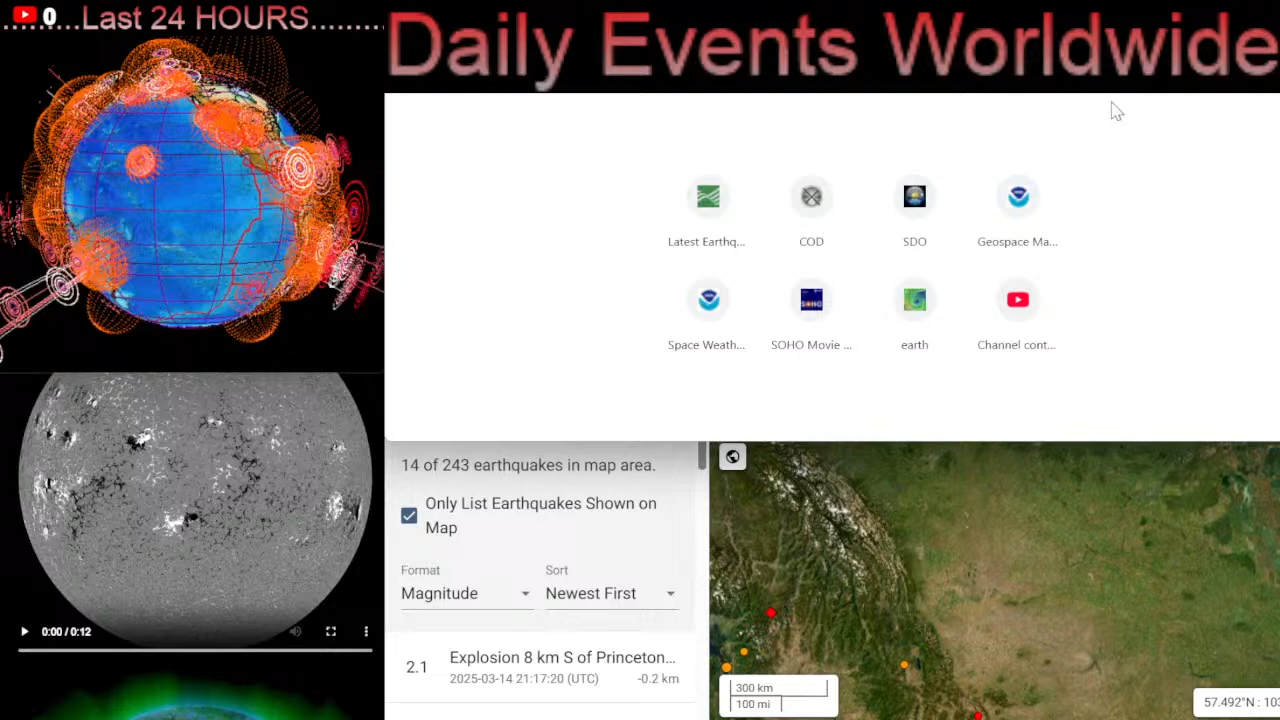 0
.........Last 24 HOURS.........
Daily Events Worldwide
Latest Earthq...
COD
SDO
Geospace Ma...
Space Weath...
SOHO Movie ...
earth
Channel cont...
SOHO
14 of 243 earthquakes in map area.
Only List Earthquakes Shown on
Map
Format
Sort
Magnitude
Newest First
2.1
Explosion 8 km S of Princeton...
2025-03-14 21:17:20 (UTC)
-0.2 km
0:00 / 0:12
300 km
100 mi
57.492°N : 103